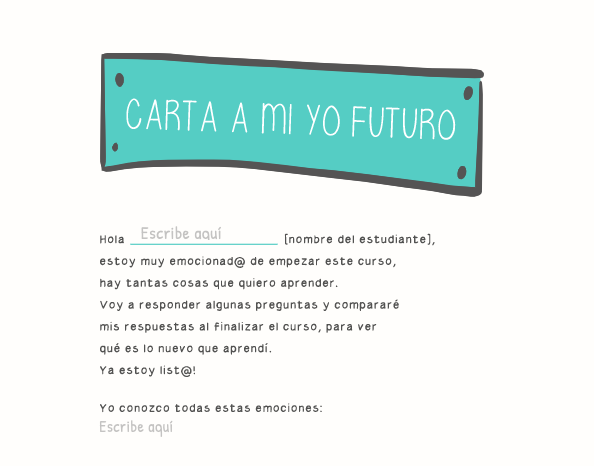 CARTA A MI YO FUTURO
Hola Escribe aquí [nombre del estudiante],
estoy muy emocionad@ de empezar este curso,
hay tantas cosas que quiero aprender.
Voy a responder algunas preguntas y compararé
mis respuestas al finalizar el curso, para ver
qué es lo nuevo que aprendí.
Ya estoy list@!
Yo conozco todas estas emociones:
Escribe aquí